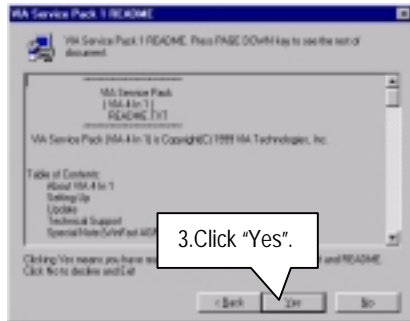 VIA Service Pack 1 README
VIA Service Pack 1 README. Press PAGE DOWN key to see the rest of
document.
VIA Service Pack
[ VIA 4 in 1 ]
README.TXT
VIA Service Pack (VIA 4 in 1) is Copyright(C) 1999 VIA Technologies, Inc.
Table of Contents:
About VIA 4 in 1
Setting Up
Update
Technical Support
Special Note
3.Click “Yes”.
Clicking Yes means you have and README.
Click No to decline and Exit
< Back Yes No